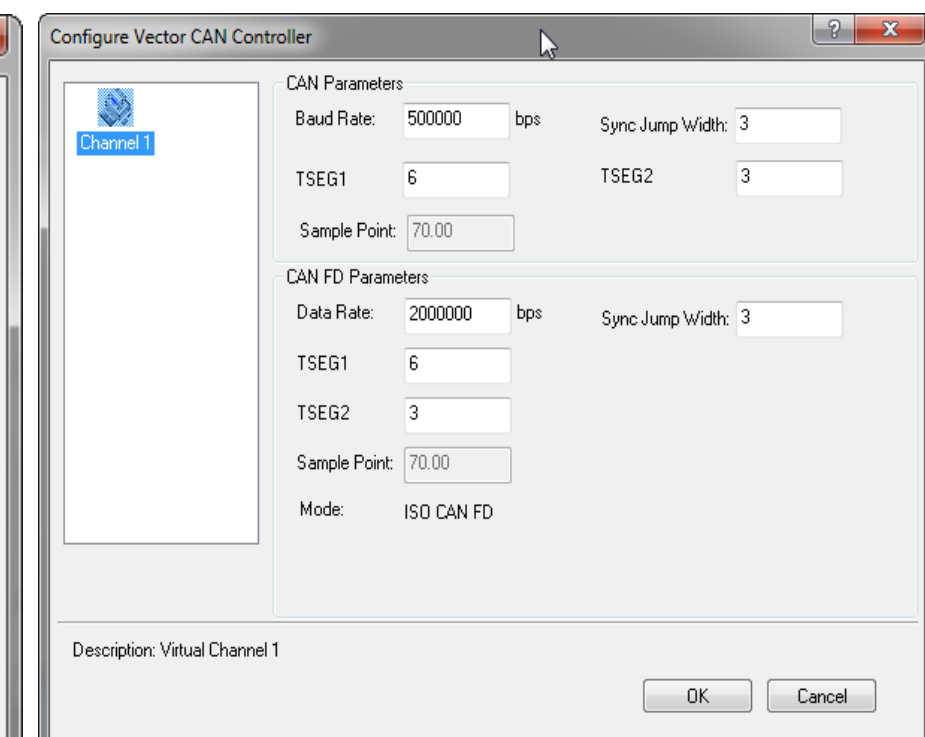 Configure Vector CAN Controller
? x
Channel 1
CAN Parameters
Baud Rate: 500000 bps Sync Jump Width: 3
TSEG1 6 TSEG2 3
Sample Point: 70.00
CAN FD Parameters
Data Rate: 2000000 bps Sync Jump Width: 3
TSEG1 6
TSEG2 3
Sample Point: 70.00
Mode: ISO CAN FD
Description: Virtual Channel 1
OK Cancel